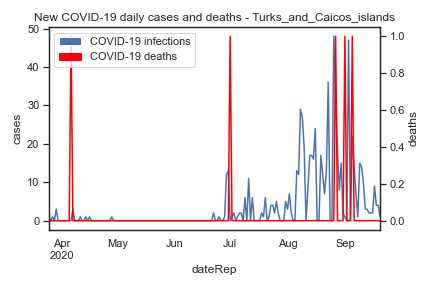 New COVID-19 daily cases and deaths - Turks_and_Caicos_islands
COVID-19 infections
COVID-19 deaths
50
40
30
20
10
0
cases
1.0
0.8
0.6
0.4
0.2
0.0
deaths
Apr May Jun Jul Aug Sep
2020
dateRep